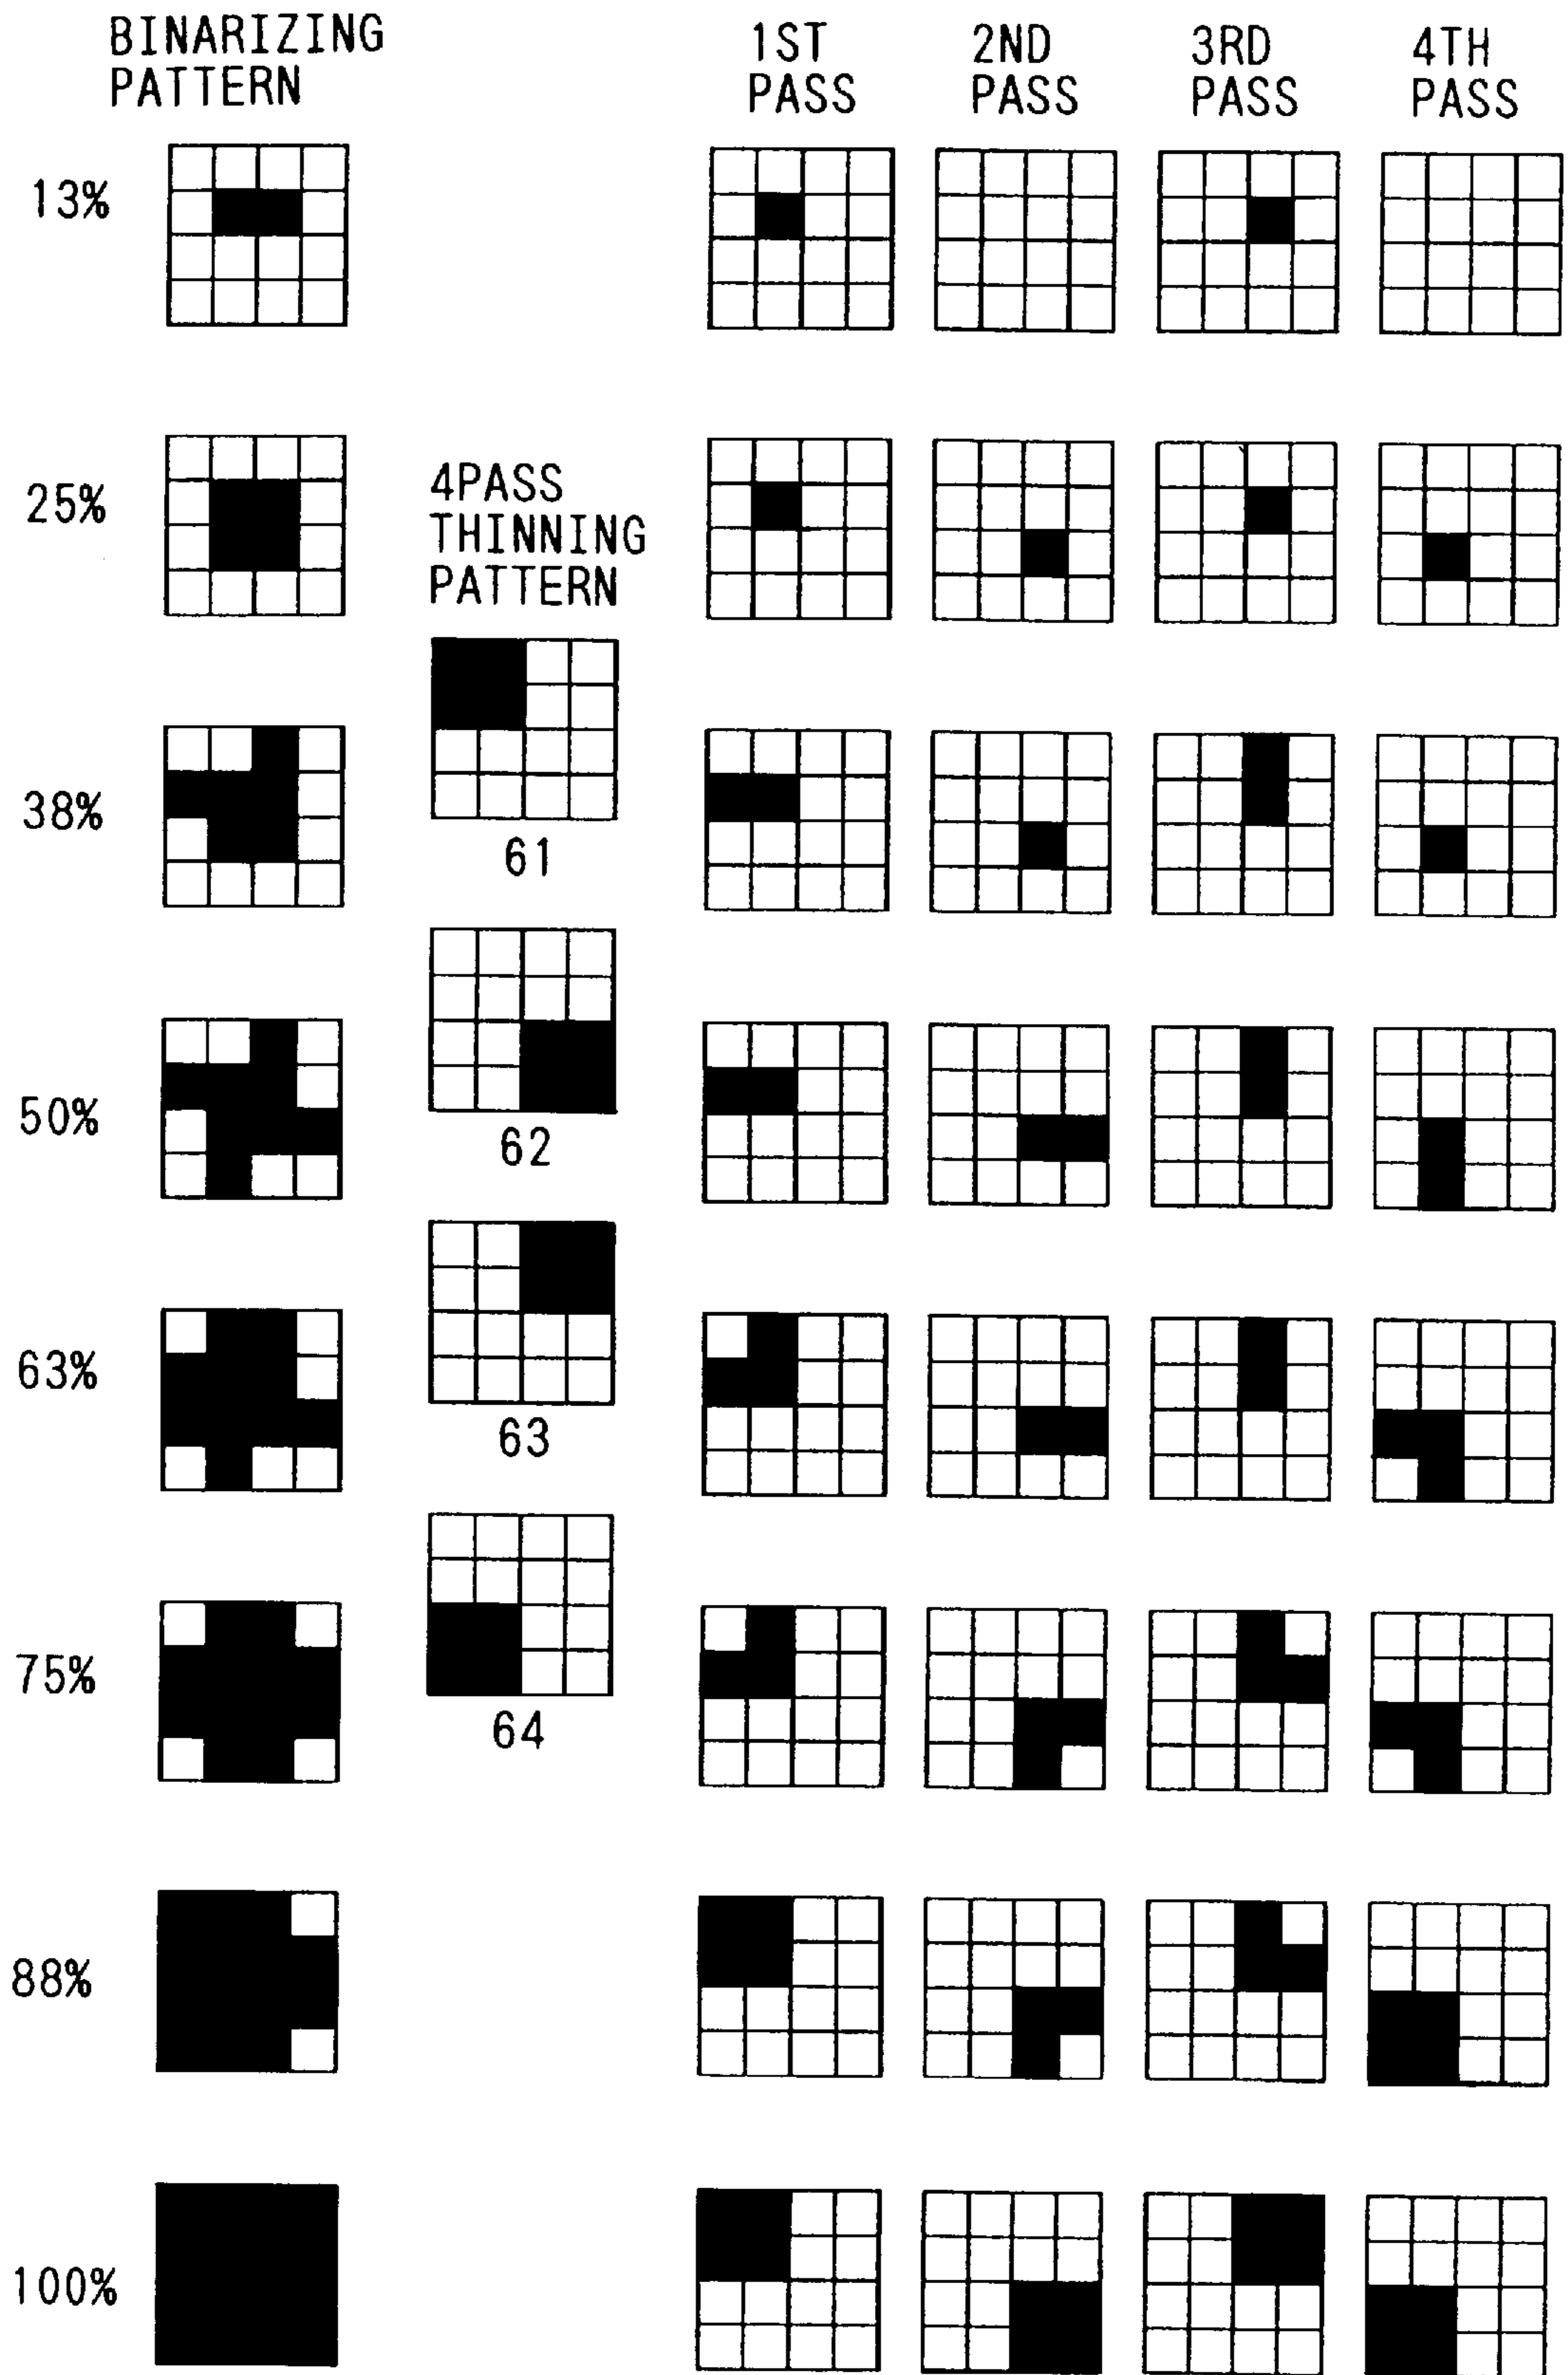 BINARIZING
PATTERN
1ST
PASS
2ND
PASS
3RD
PASS
4TH
PASS
13%
25%
4PASS
THINNING
PATTERN
38%
61
50%
62
63%
63
75%
64
88%
100%